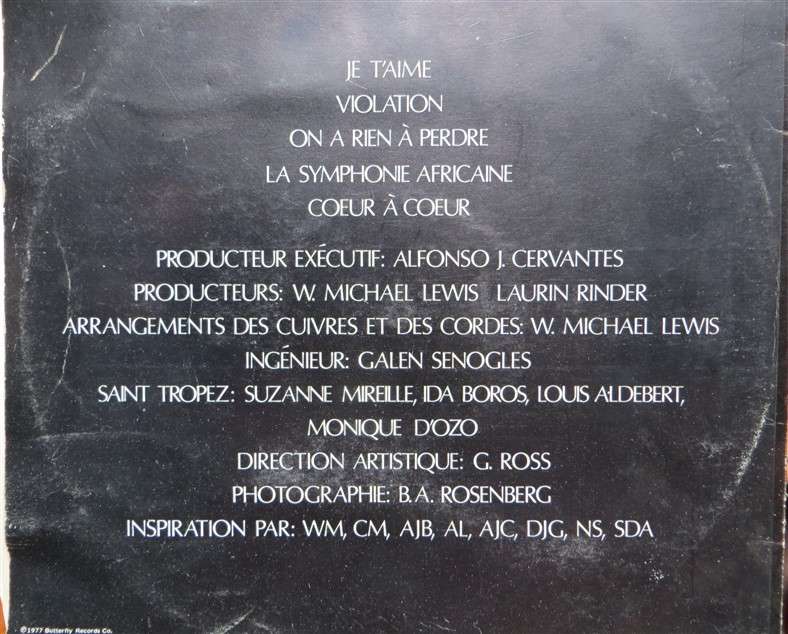 JE T'AIME
VIOLATION
ON A RIEN À PERDRE
LA SYMPHONIE AFRICAINE
COEUR À COEUR
PRODUCTEUR EXÉCUTIF: ALFONSO J. CERVANTES
PRODUCTEURS: W. MICHAEL LEWIS LAURIN RINDER
ARRANGEMENTS DES CUIVRES ET DES CORDES: W. MICHAEL LEWIS
INGÉNIEUR: GALEN SENOGLES
SAINT TROPEZ: SUZANNE MIREILLE, IDA BOROS, LOUIS ALDEBERT,
MONIQUE D'OZO
DIRECTION ARTISTIQUE: G. ROSS
PHOTOGRAPHIE: B.A. ROSENBERG
INSPIRATION PAR: WM, CM, AJB, AL, AJC, DJG, NS, SDA
©1977 Butterfly Records Co.